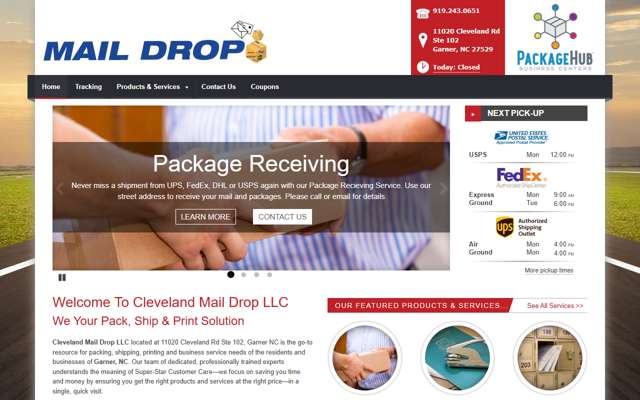 MAIL DROP
919.243.0651
11020 Cleveland Rd
Ste 102
Garner, NC 27529
Today: Closed
PACKAGEHUB
BUSINESS CENTERS
Home Tracking Products & Services Contact Us Coupons
Package Receiving
Never miss a shipment from UPS, FedEx, DHL or USPS again with our Package Recieving Service. Use our
street address to receive your mail and packages. Please call or email for details.
LEARN MORE CONTACT US
NEXT PICK-UP
UNITED STATES
POSTAL SERVICE
Approved Postal Provider
USPS Mon 12:00 PM
FedEx
Authorized ShipCenter
Express Mon 9:00 AM
Ground Tue 6:00 PM
ups Authorized
Shipping
Outlet
Air Mon 4:00 PM
Ground Mon 4:00 PM
More pickup times
Welcome To Cleveland Mail Drop LLC
We Your Pack, Ship & Print Solution
Cleveland Mail Drop LLC located at 11020 Cleveland Rd Ste 102, Garner NC is the go-to
resource for packing, shipping, printing and business service needs of the residents and
businesses of Garner, NC. Our team of dedicated, professionally trained experts
understands the meaning of Super-Star Customer Care—we focus on saving you time
and money by ensuring you get the right products and services at the right price—in a
single, quick visit.
OUR FEATURED PRODUCTS & SERVICES... See All Services >>
203